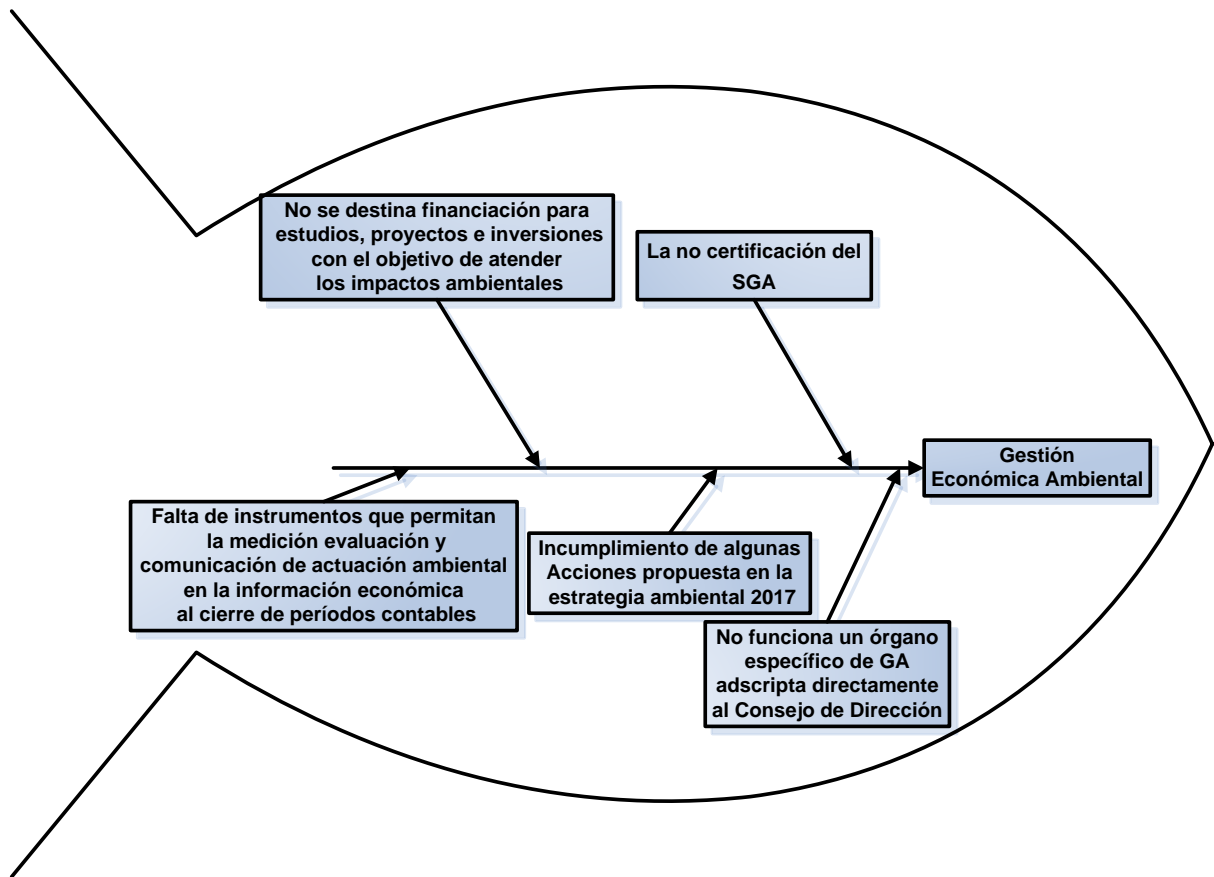 No se destina financiación para
estudios, proyectos e inversiones
con el objetivo de atender
los impactos ambientales
La no certificación del
SGA
Gestión
Económica Ambiental
Falta de instrumentos que permitan
la medición evaluación y
comunicación de actuación ambiental
en la información económica
al cierre de períodos contables
Incumplimiento de algunas
Acciones propuesta en la
estrategia ambiental 2017
No funciona un órgano
específico de GA
adscripta directamente
al Consejo de Dirección